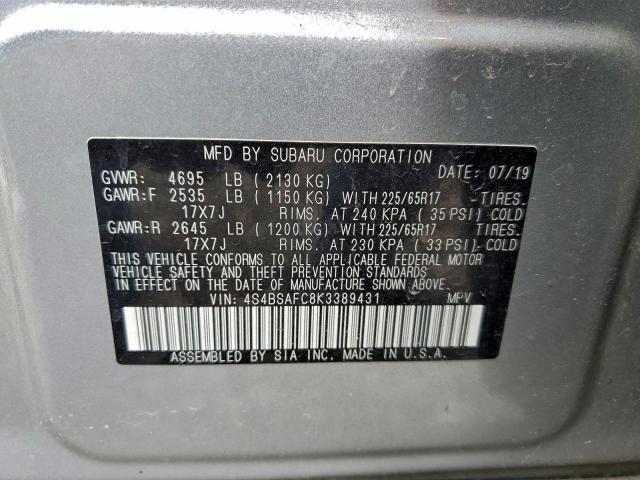 MFD BY SUBARU CORPORATION
GVWR: 4695 LB ( 2130 KG) DATE: 07/19
GAWR:F 2535 LB ( 1150 KG) WITH 225/65R17 TIRES.
17X7J RIMS. AT 240 KPA ( 35 PSI) COLD
GAWR:R 2645 LB ( 1200 KG) WITH 225/65R17 TIRES.
17X7J RIMS. AT 230 KPA ( 33 PSI) COLD
THIS VEHICLE CONFORMS TO ALL APPLICABLE FEDERAL MOTOR
VEHICLE SAFETY AND THEFT PREVENTION STANDARDS
IN EFFECT ON THE DATE OF MANUFACTURE SHOWN ABOVE.
VIN: 4S4BSAFC8K3389431 MPV
ASSEMBLED BY SIA INC. MADE IN U.S.A.